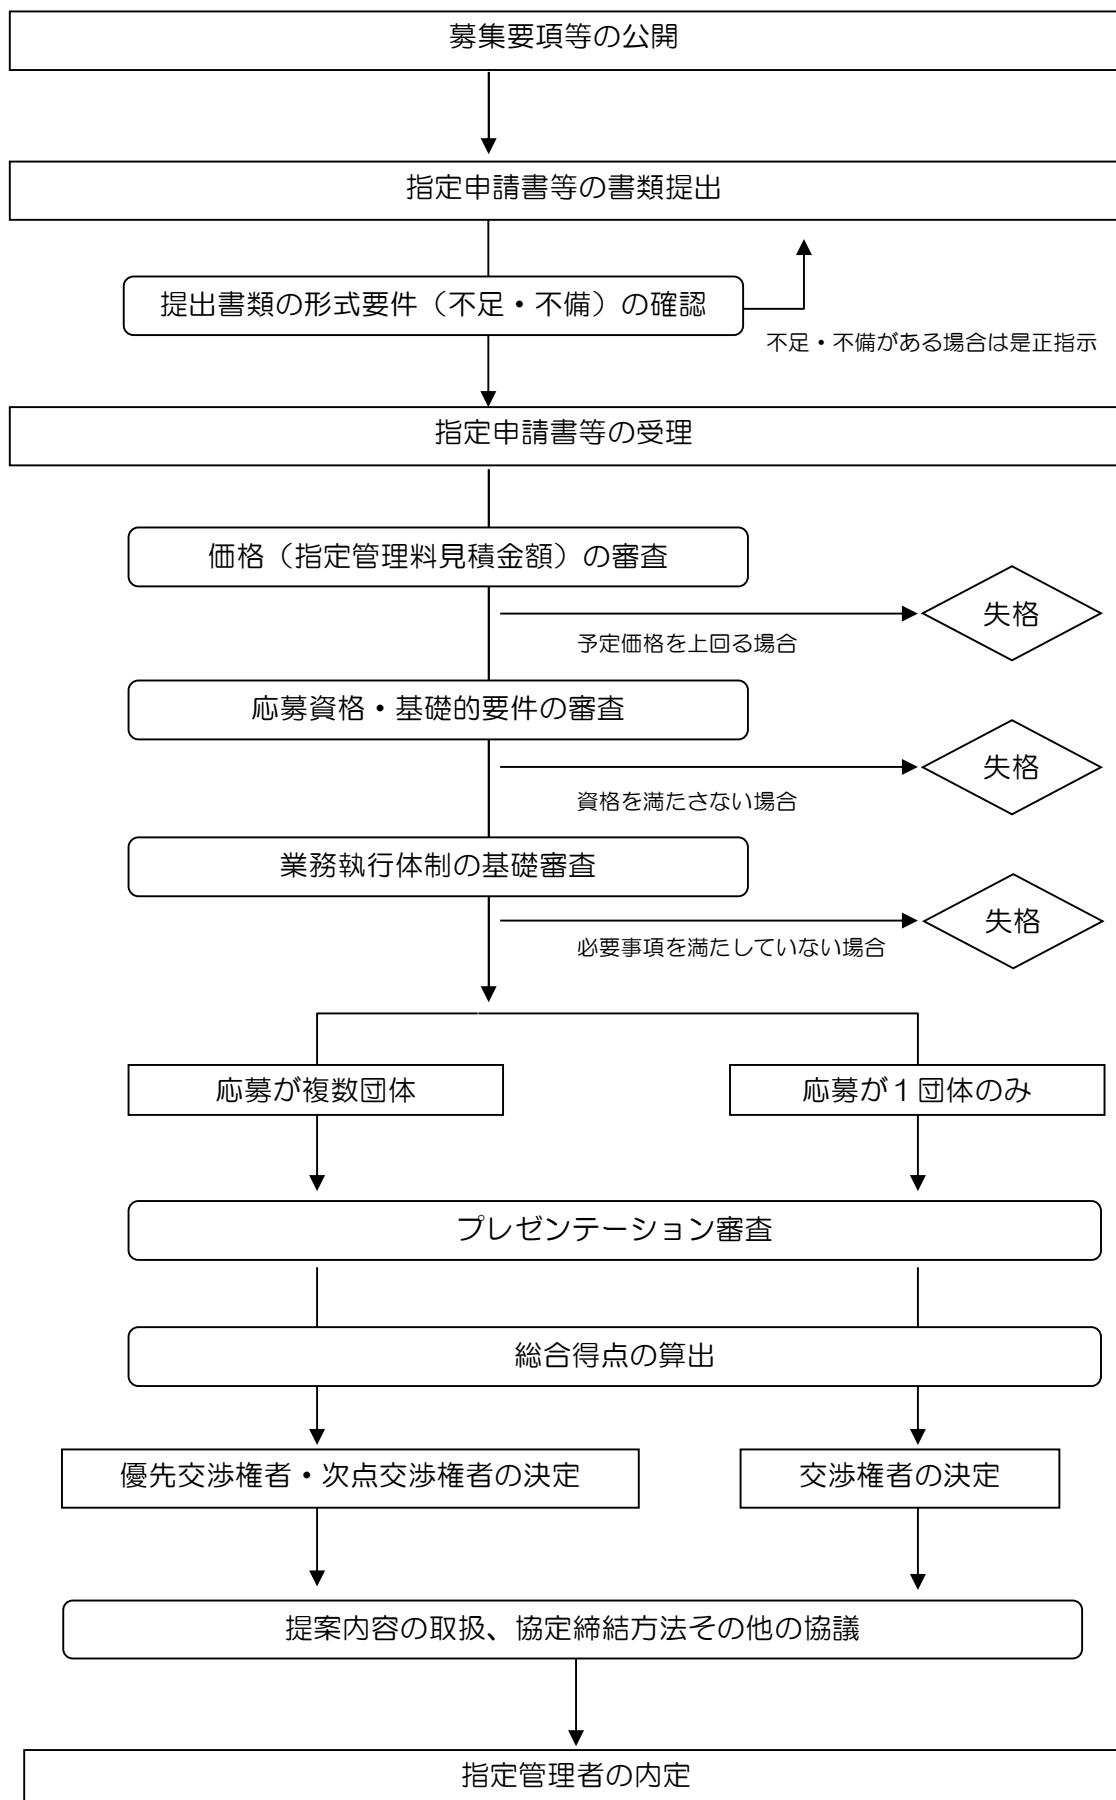 募集要項等の公開
指定申請書等の書類提出
提出書類の形式要件（不足・不備）の確認
不足・不備がある場合は是正指示
指定申請書等の受理
価格（指定管理料見積金額）の審査
失格
予定価格を上回る場合
応募資格・基礎的要件の審査
失格
資格を満たさない場合
業務執行体制の基礎審査
失格
必要事項を満たしていない場合
応募が複数団体
応募が１団体のみ
プレゼンテーション審査
総合得点の算出
優先交渉権者・次点交渉権者の決定
交渉権者の決定
提案内容の取扱、協定締結方法その他の協議
指定管理者の内定